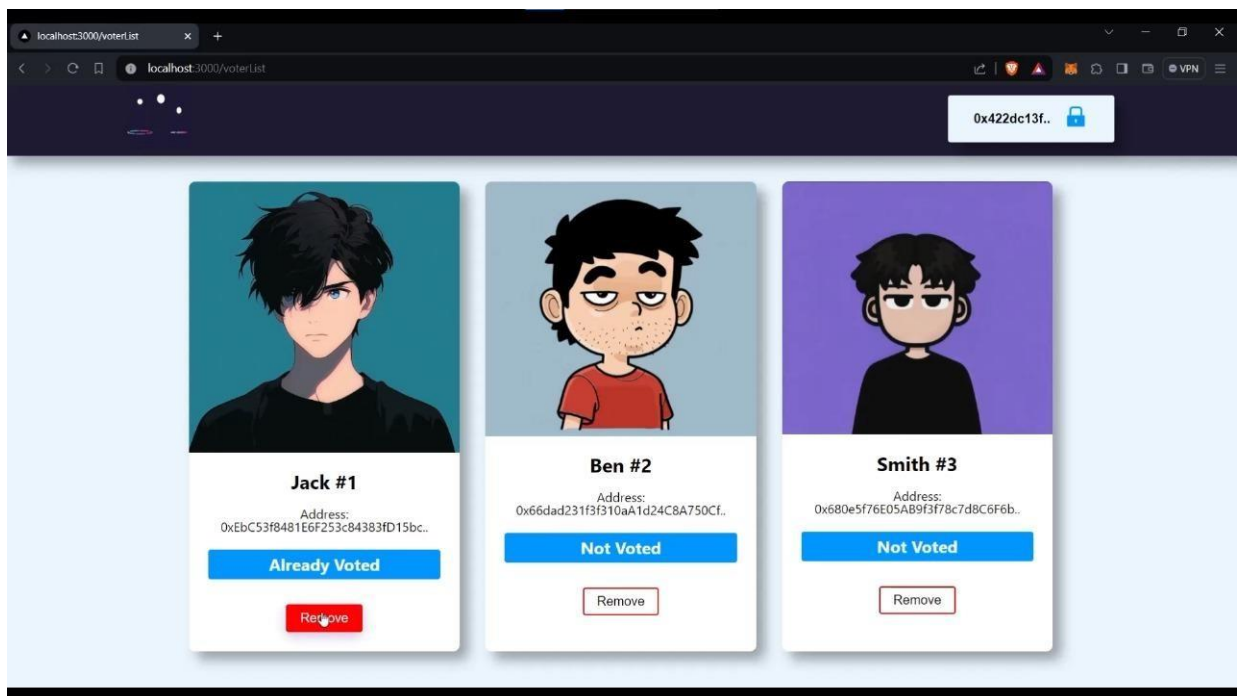 localhost:3000/voterList
localhost:3000/voterList
VPN
0x422dc13f..
Jack #1
Address:
0xEbC53f8481E6F253c84383fD15bc..
Already Voted
Remove
Ben #2
Address:
0x66dad231f3f310aA1d24C8A750Cf..
Not Voted
Remove
Smith #3
Address:
0x680e5f76E05AB9f3f78c7d8C6F6b..
Not Voted
Remove